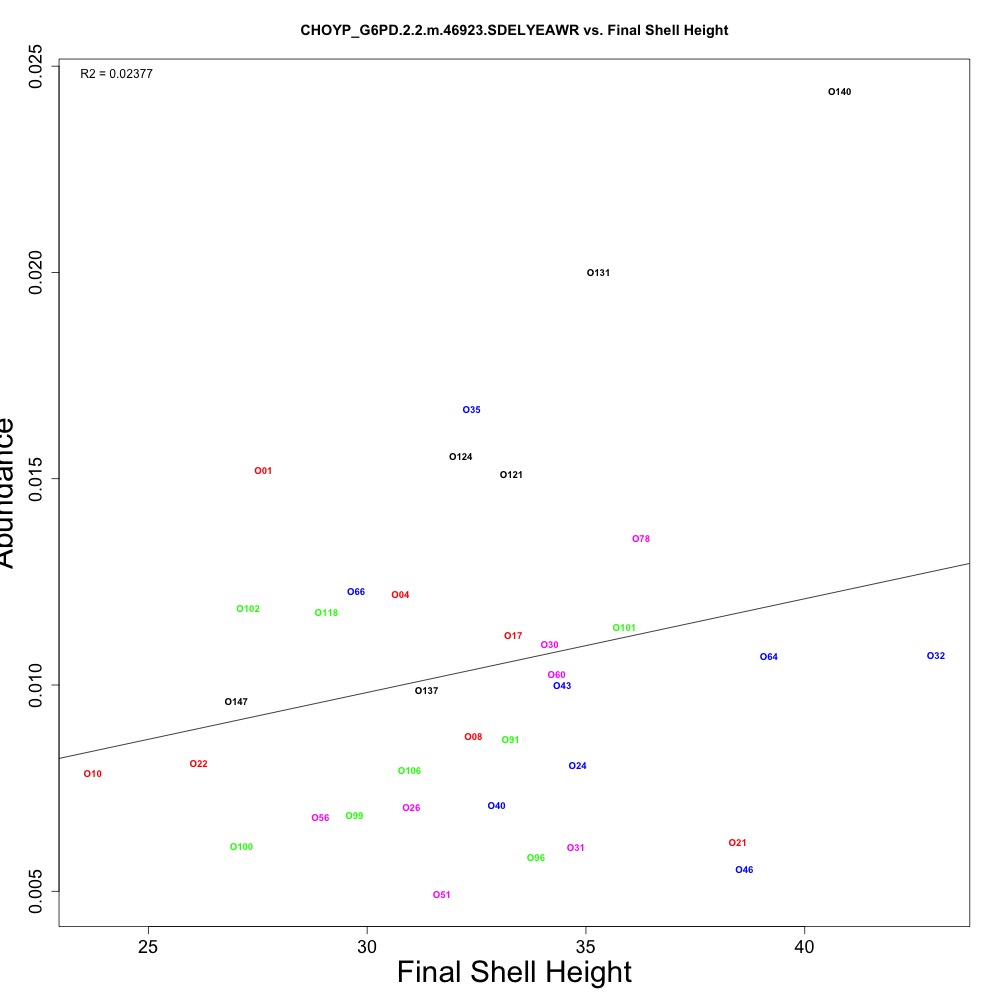 CHOYP_G6PD.2.2.m.46923.SDELYEAWR vs. Final Shell Height
R2 = 0.02377
0.025
O140
0.020
O131
O35
O124
O01
O121
0.015
Abundance
O78
O66
O04
O102
O118
O101
O17
O30
O64
O32
O60
O43
0.010
O137
O147
O08
O91
O24
O22
O106
O10
O40
O26
O99
O56
O21
O100
O31
O96
O46
O51
0.005
25 30 35 40
Final Shell Height